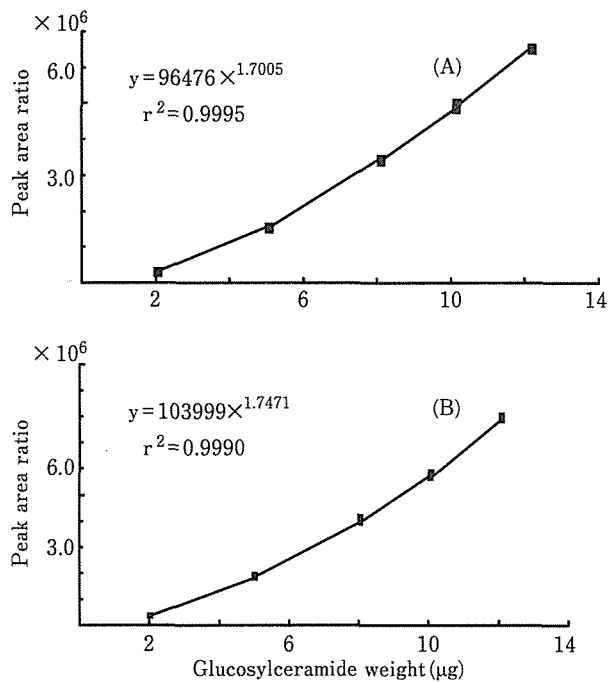 × 10⁶
6.0
3.0
Peak area ratio
y=96476×¹·⁷⁰⁰⁵
r²=0.9995
(A)
2 6 10 14
× 10⁶
6.0
3.0
Peak area ratio
y=103999×¹·⁷⁴⁷¹
r²=0.9990
(B)
2 6 10 14
Glucosylceramide weight(μg)